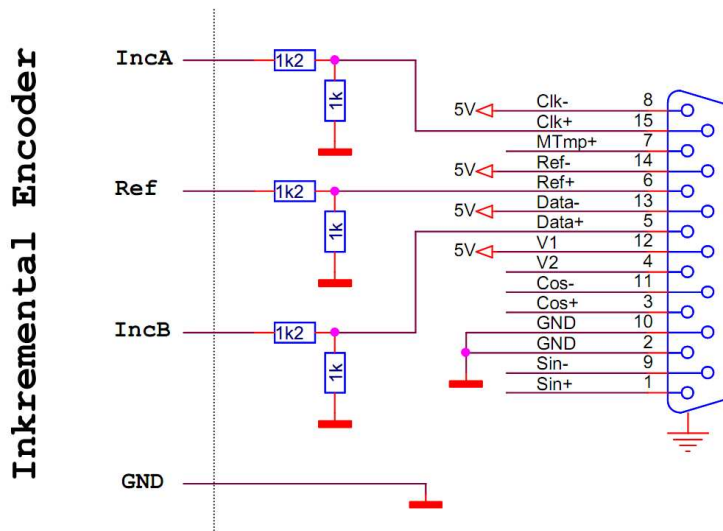 Inkremental Encoder
IncA
1k2
1k
Ref
1k2
1k
IncB
1k2
1k
GND
5V Clk- 8
Clk+ 15
MTmp+ 7
5V Ref- 14
Ref+ 6
5V Data- 13
Data+ 5
5V V1 12
V2 4
Cos- 11
Cos+ 3
GND 10
GND 2
Sin- 9
Sin+ 1